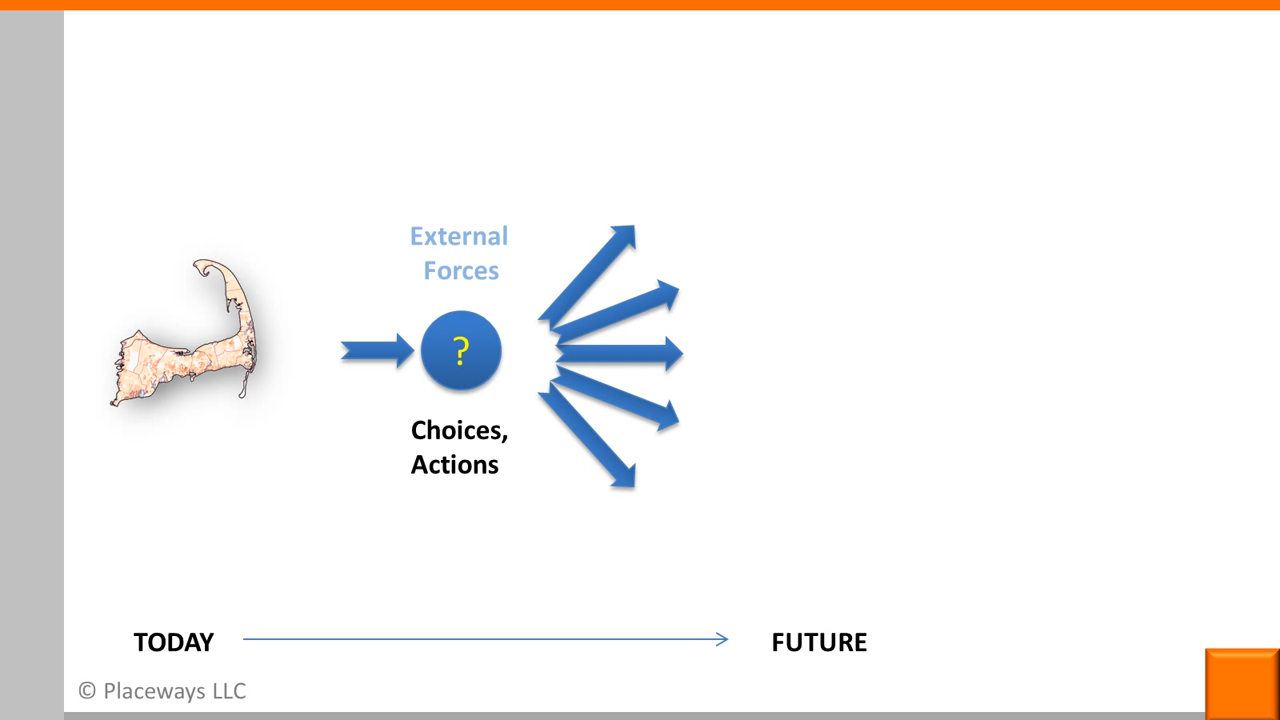 External
Forces
?
Choices,
Actions
TODAY
FUTURE
© Placeways LLC